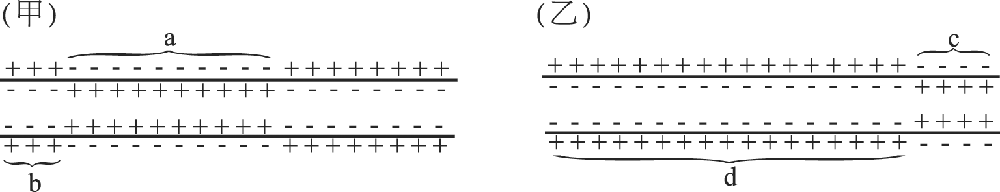 (甲)
a
+ + + - - - - - - - - - - + + + + + + + +
- - - + + + + + + + + + + - - - - - - - -
- - - + + + + + + + + + + - - - - - - - -
+ + + - - - - - - - - - - + + + + + + + +
b
(乙)
c
+ + + + + + + + + + + + + + + + + - - - -
- - - - - - - - - - - - - - - - - + + + +
- - - - - - - - - - - - - - - - - + + + +
+ + + + + + + + + + + + + + + + + - - - -
d